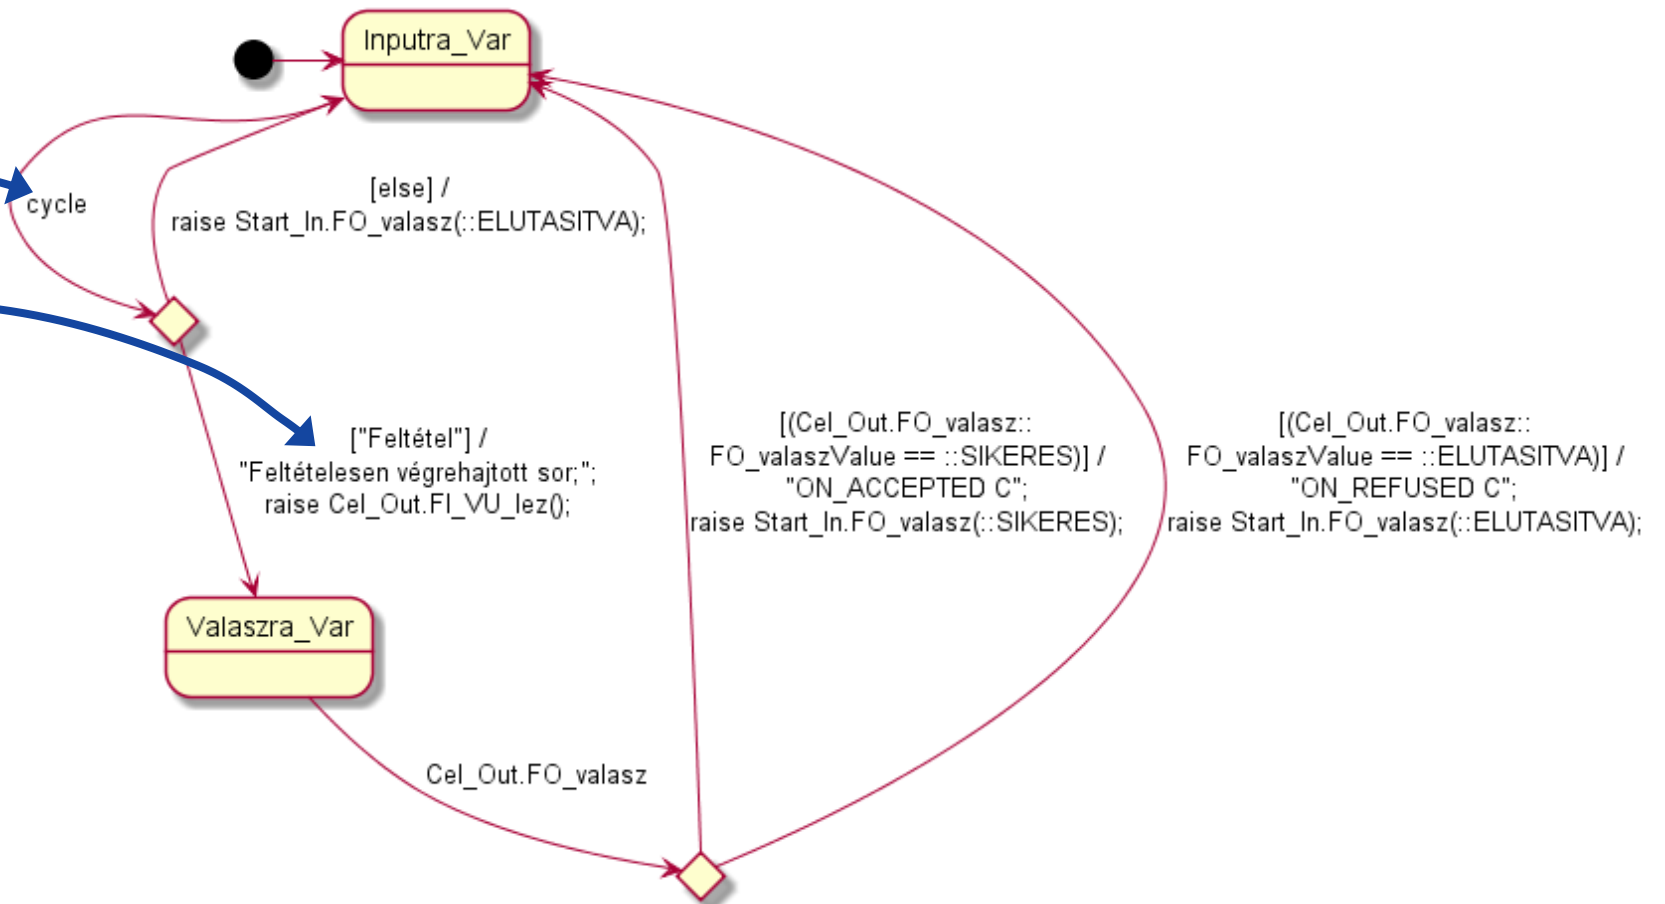 Inputra_Var
cycle
[else] /
raise Start_In.FO_valasz(::ELUTASITVA);
["Feltétel"] /
"Feltételesen végrehajtott sor;";
raise Cel_Out.FI_VU_lez();
[(Cel_Out.FO_valasz::
FO_valaszValue == ::SIKERES)] /
"ON_ACCEPTED C";
raise Start_In.FO_valasz(::SIKERES);
[(Cel_Out.FO_valasz::
FO_valaszValue == ::ELUTASITVA)] /
"ON_REFUSED C";
raise Start_In.FO_valasz(::ELUTASITVA);
Valaszra_Var
Cel_Out.FO_valasz